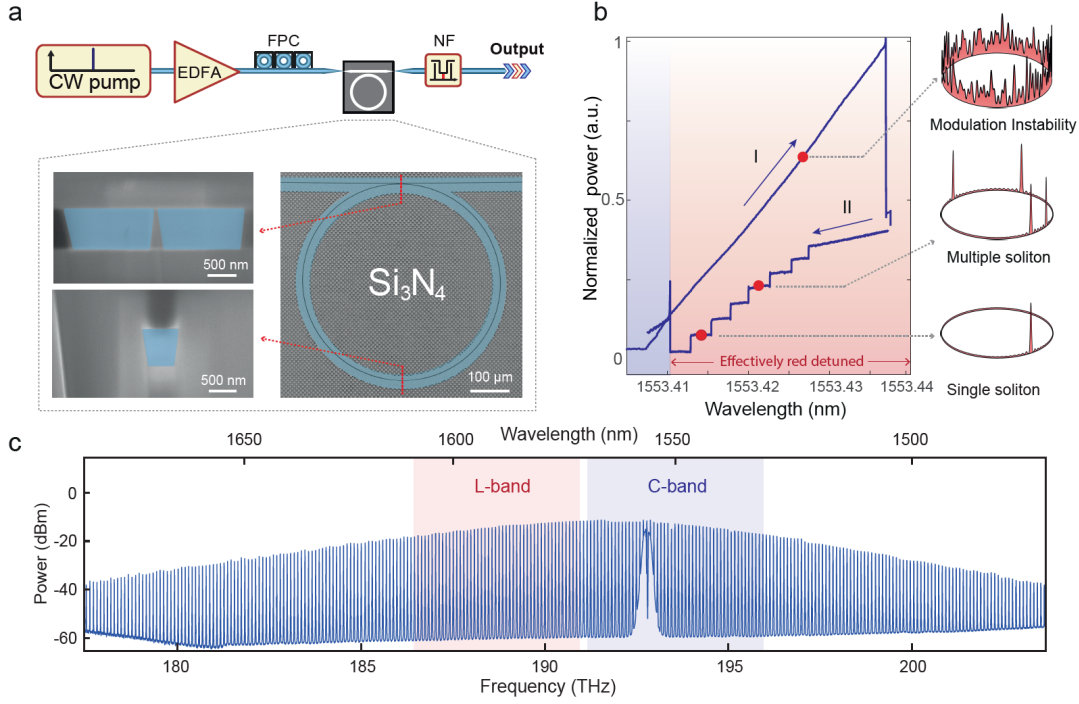 a
CW pump
EDFA
FPC
NF
Output
500 nm
500 nm
Si₃N₄
100 µm
b
Normalized power (a.u.)
1
0.5
0
I
II
Effectively red detuned
1553.41
1553.42
1553.43
1553.44
Wavelength (nm)
Modulation Instability
Multiple soliton
Single soliton
c
1650
1600
Wavelength (nm)
1550
1500
L-band
C-band
Power (dBm)
0
-20
-40
-60
180
185
190
195
200
Frequency (THz)